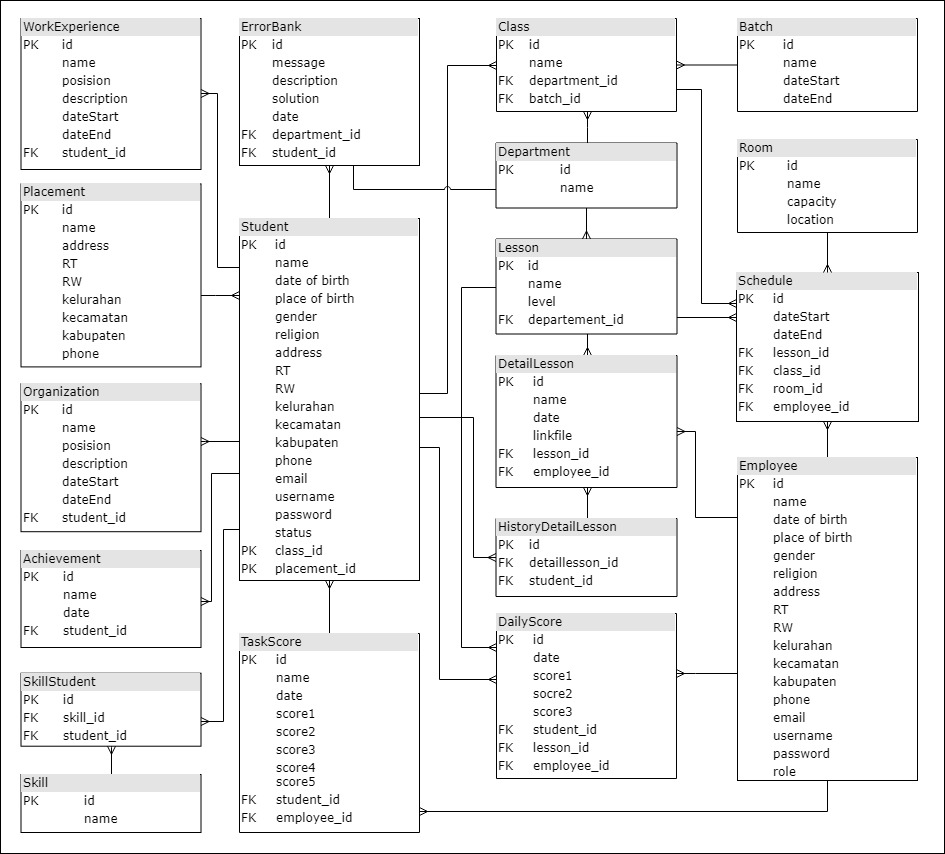 WorkExperience
PK id
name
posision
description
dateStart
dateEnd
FK student_id
Placement
PK id
name
address
RT
RW
kelurahan
kecamatan
kabupaten
phone
Organization
PK id
name
posision
description
dateStart
dateEnd
FK student_id
Achievement
PK id
name
date
FK student_id
SkillStudent
PK id
FK skill_id
FK student_id
Skill
PK id
name
ErrorBank
PK id
message
description
solution
date
FK department_id
FK student_id
Student
PK id
name
date of birth
place of birth
gender
religion
address
RT
RW
kelurahan
kecamatan
kabupaten
phone
email
username
password
status
PK class_id
PK placement_id
TaskScore
PK id
name
date
score1
score2
score3
score4
score5
FK student_id
FK employee_id
Class
PK id
name
FK department_id
FK batch_id
Department
PK id
name
Lesson
PK id
name
level
FK departement_id
DetailLesson
PK id
name
date
linkfile
FK lesson_id
FK employee_id
HistoryDetailLesson
PK id
FK detaillesson_id
FK student_id
DailyScore
PK id
date
score1
socre2
score3
FK student_id
FK lesson_id
FK employee_id
Batch
PK id
name
dateStart
dateEnd
Room
PK id
name
capacity
location
Schedule
PK id
dateStart
dateEnd
FK lesson_id
FK class_id
FK room_id
FK employee_id
Employee
PK id
name
date of birth
place of birth
gender
religion
address
RT
RW
kelurahan
kecamatan
kabupaten
phone
email
username
password
role